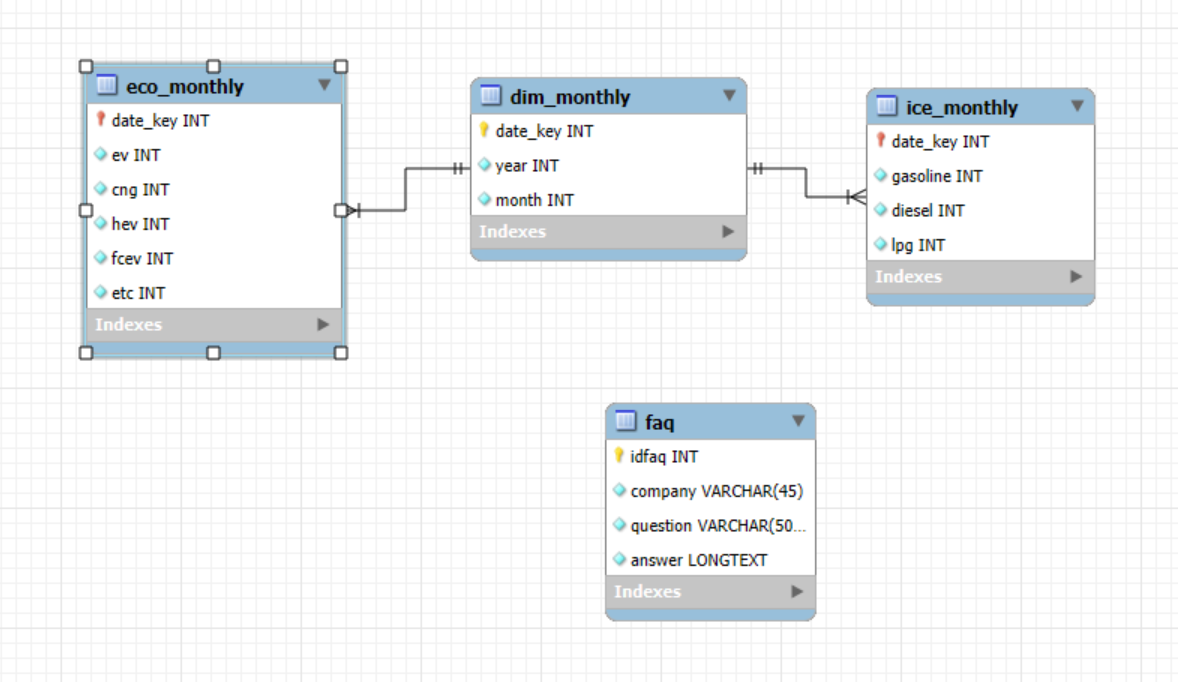 eco_monthly
date_key INT
ev INT
cng INT
hev INT
fcev INT
etc INT
Indexes
dim_monthly
date_key INT
year INT
month INT
Indexes
ice_monthly
date_key INT
gasoline INT
diesel INT
lpg INT
Indexes
faq
idfaq INT
company VARCHAR(45)
question VARCHAR(50...
answer LONGTEXT
Indexes